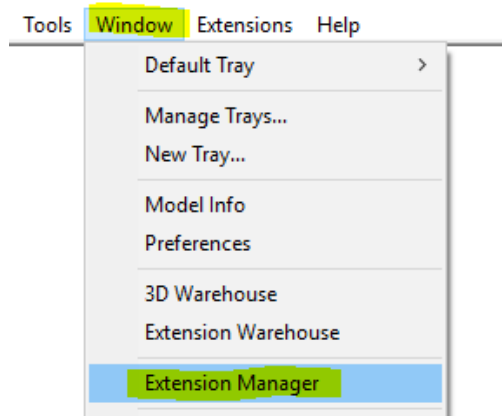 Tools Window Extensions Help
Default Tray >
Manage Trays...
New Tray...
Model Info
Preferences
3D Warehouse
Extension Warehouse
Extension Manager